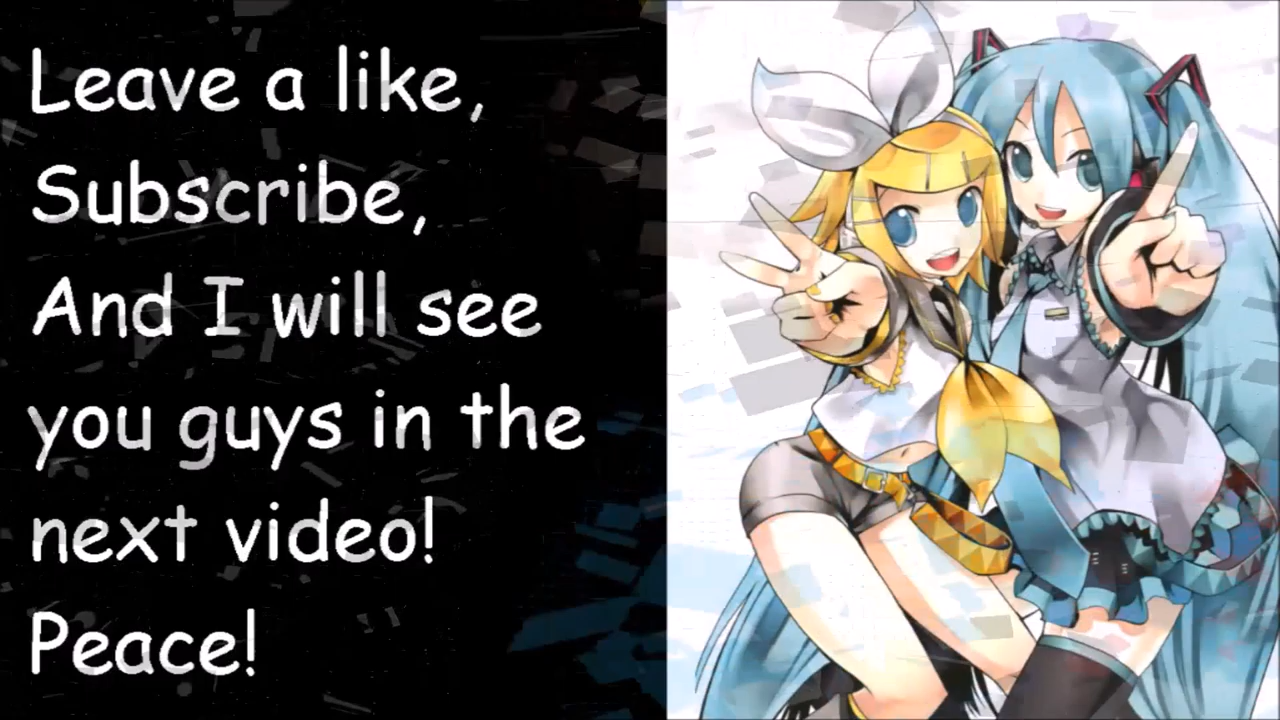 Leave a like,
Subscribe,
And I will see
you guys in the
next video!
Peace!